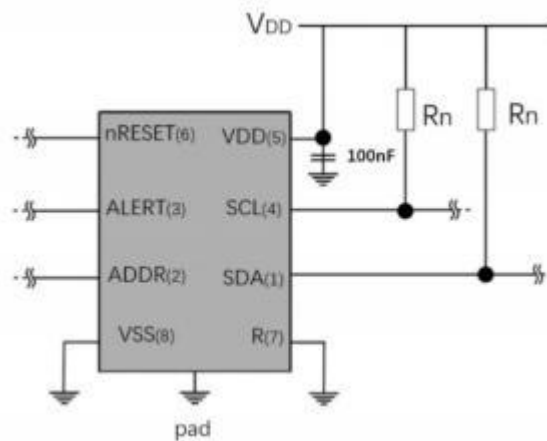 VDD
nRESET(6) VDD(5) 100nF Rn Rn
ALERT(3) SCL(4)
ADDR(2) SDA(1)
VSS(8) R(7)
pad